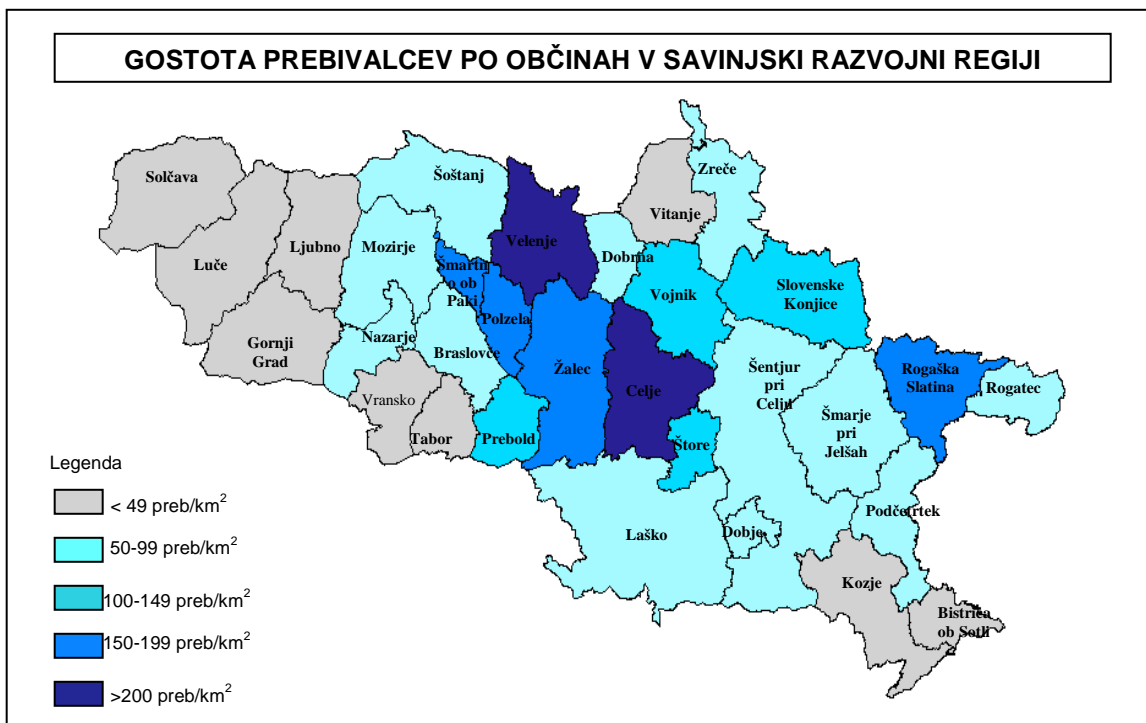 GOSTOTA PREBIVALCEV PO OBČINAH V SAVINJSKI RAZVOJNI REGIJI
Solčava
Luče
Ljubno
Gornji
Grad
Šoštanj
Mozirje
Nazarje
Vransko
Tabor
Braslovče
Šmartn
o ob
Paki
Polzela
Prebold
Velenje
Žalec
Dobrna
Vitanje
Zreče
Vojnik
Slovenske
Konjice
Celje
Štore
Šentjur
pri
Celju
Šmarje
pri
Jelšah
Rogaška
Slatina
Rogatec
Podčetrtek
Laško
Dobje
Kozje
Bistrica
ob Sotli
Legenda
< 49 preb/km²
50-99 preb/km²
100-149 preb/km²
150-199 preb/km²
>200 preb/km²